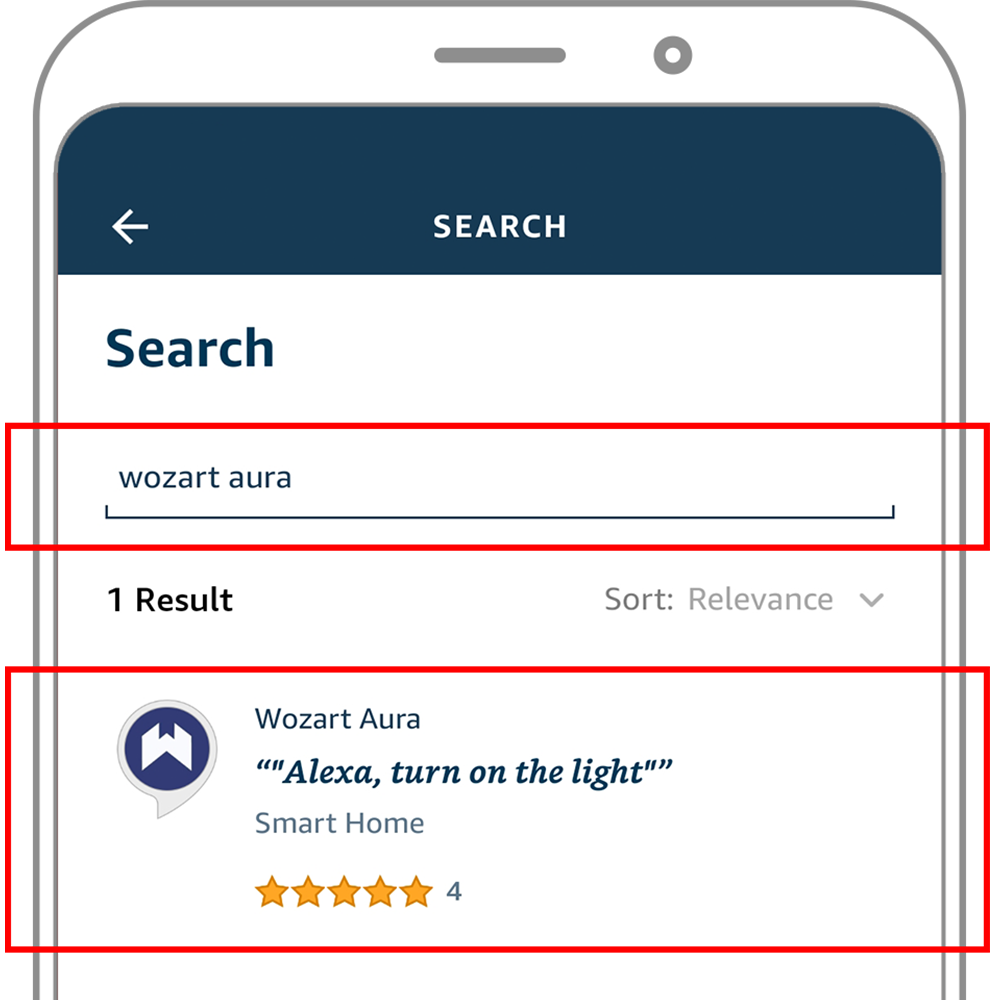 SEARCH
Search
wozart aura
1 Result
Sort: Relevance
Wozart Aura
“"Alexa, turn on the light"”
Smart Home
4